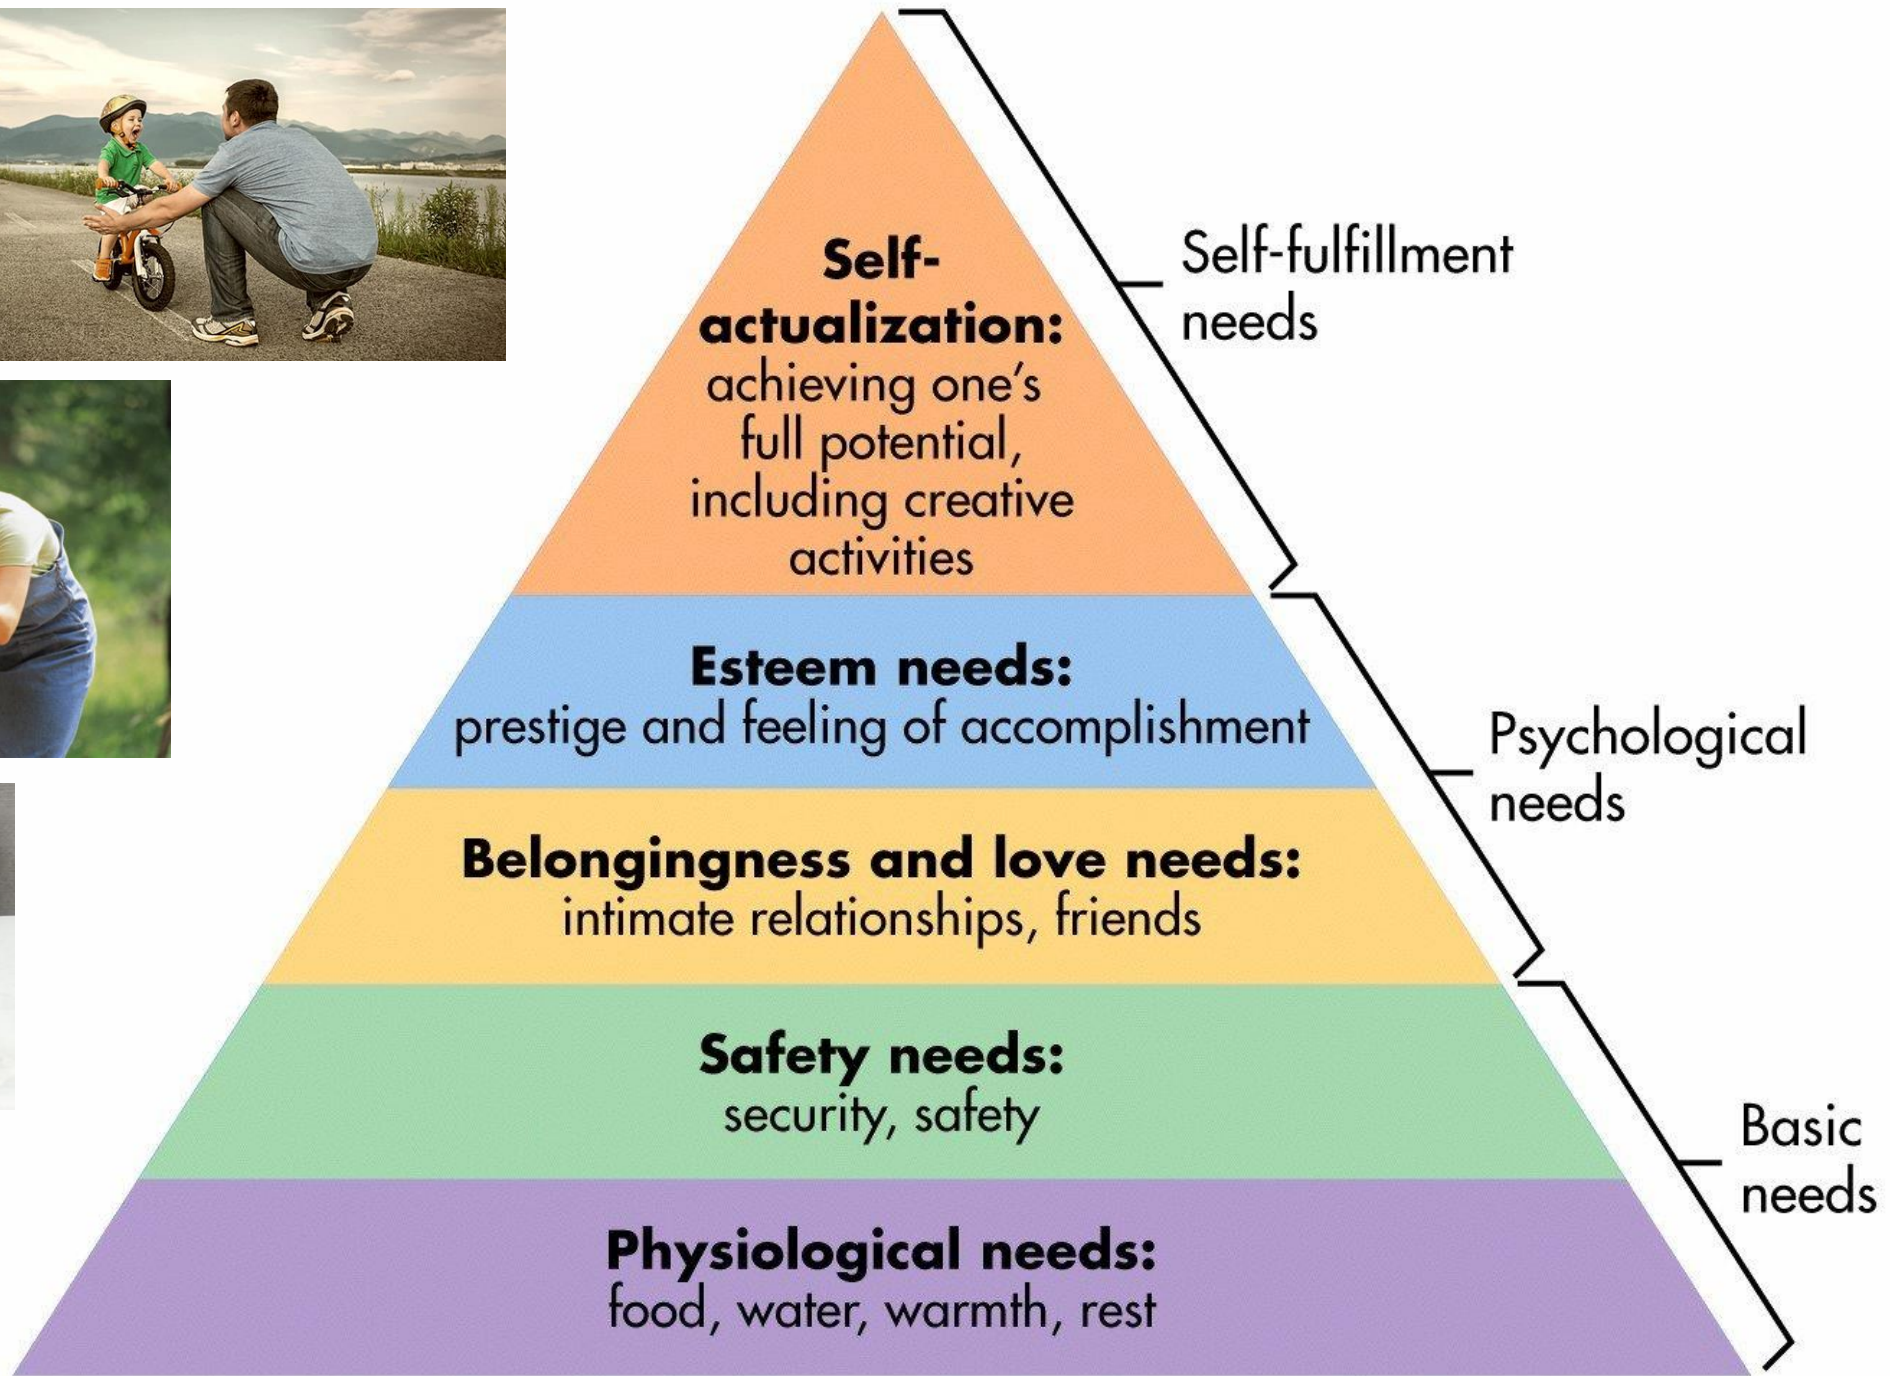 Self-
actualization:
achieving one's
full potential,
including creative
activities
Self-fulfillment
needs
Esteem needs:
prestige and feeling of accomplishment
Psychological
needs
Belongingness and love needs:
intimate relationships, friends
Safety needs:
security, safety
Basic
needs
Physiological needs:
food, water, warmth, rest